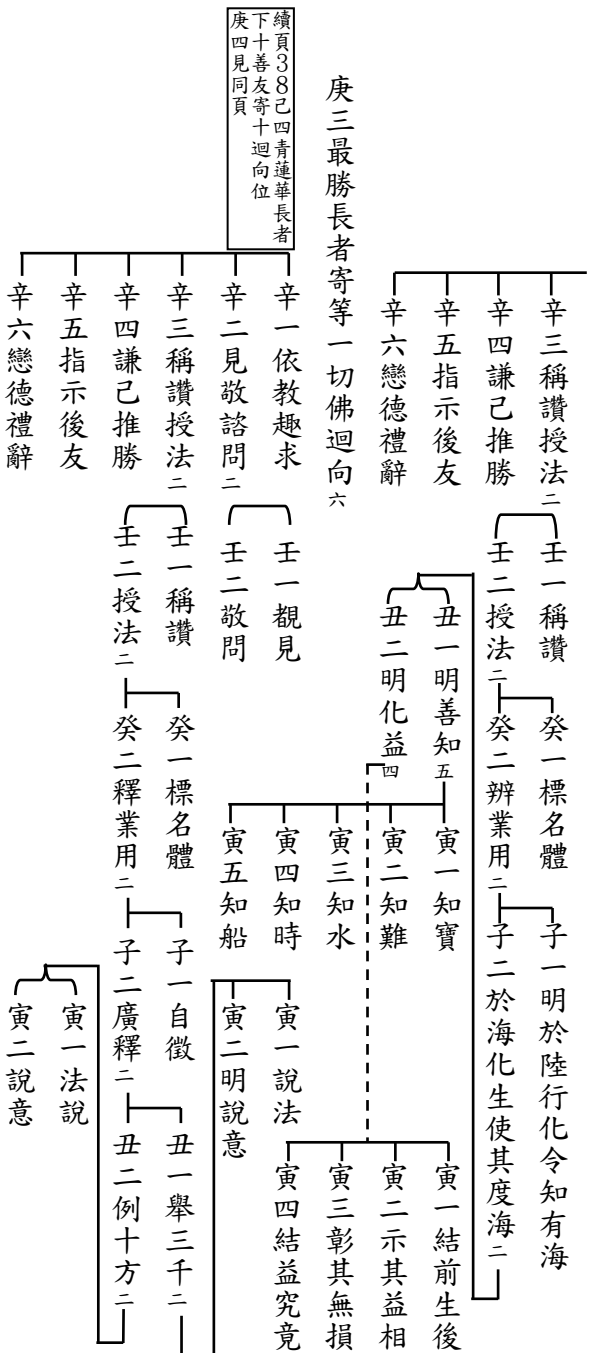 辛三稱讚授法二
辛四謙己推勝
辛五指示後友
辛六戀德禮辭
壬一稱讚
壬二授法二
癸一標名體
癸二辨業用二
子一明於陸行化令知有海
子二於海化生使其度海二
丑一明善知五
丑二明化益四
寅一知寶
寅二知難
寅三知水
寅四知時
寅五知船
寅一結前生後
寅二示其益相
寅三彰其無損
寅四結益究竟
庚三最勝長者寄等一切佛迴向六
續頁38己四青蓮華長者
下十善友寄十迴向位
庚四見同頁
辛一依教趣求
辛二見敬諮問二
辛三稱讚授法二
辛四謙己推勝
辛五指示後友
辛六戀德禮辭
壬一覩見
壬二敬問
壬一稱讚
壬二授法二
癸一標名體
癸二釋業用二
子一自徵
子二廣釋二
丑一舉三千二
丑二例十方二
寅一說法
寅二明說意
寅一法說
寅二說意